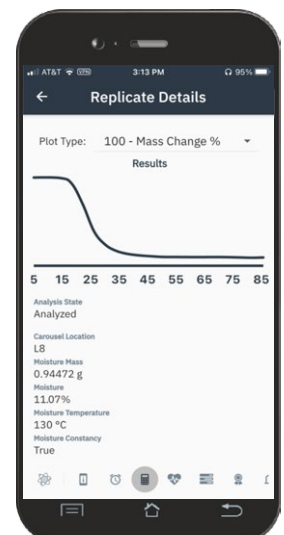 AT&T VPN 3:13 PM 95%
Replicate Details
Plot Type: 100 - Mass Change %
Results
5 15 25 35 45 55 65 75 85
Analysis State
Analyzed
Carousel Location
L8
Moisture Mass
0.94472 g
Moisture
11.07%
Moisture Temperature
130 °C
Moisture Constancy
True